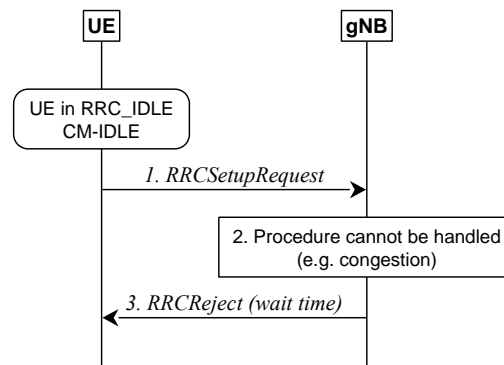 UE
gNB
UE in RRC_IDLE
CM-IDLE
1. RRCSetupRequest
2. Procedure cannot be handled
(e.g. congestion)
3. RRCReject (wait time)